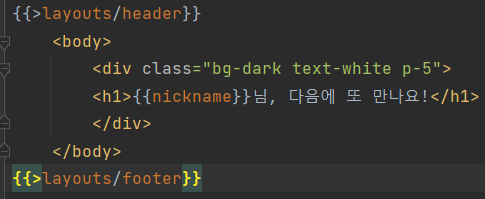 {{>layouts/header}}
<body>
<div class="bg-dark text-white p-5">
<h1>{{nickname}}님, 다음에 또 만나요!</h1>
</div>
</body>
{{>layouts/footer}}